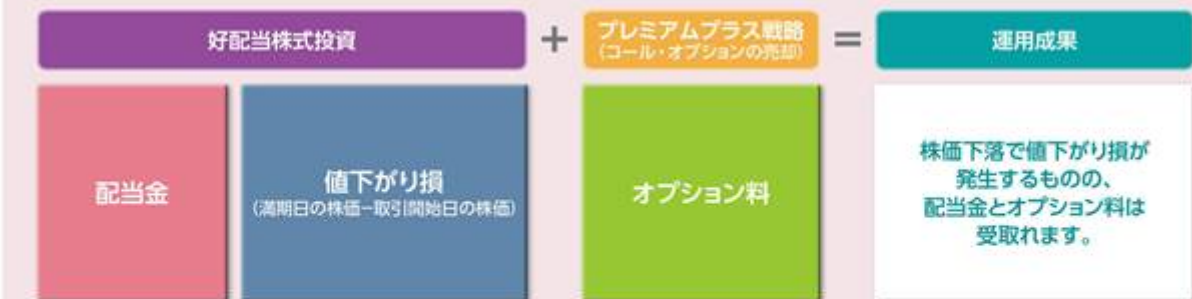 好配当株式投資
+
プレミアムプラス戦略
(コール・オプションの売却)
=
運用成果
配当金
値下がり損
(満期日の株価ー取引開始日の株価)
オプション料
株価下落で値下がり損が
発生するものの、
配当金とオプション料は
受取れます。